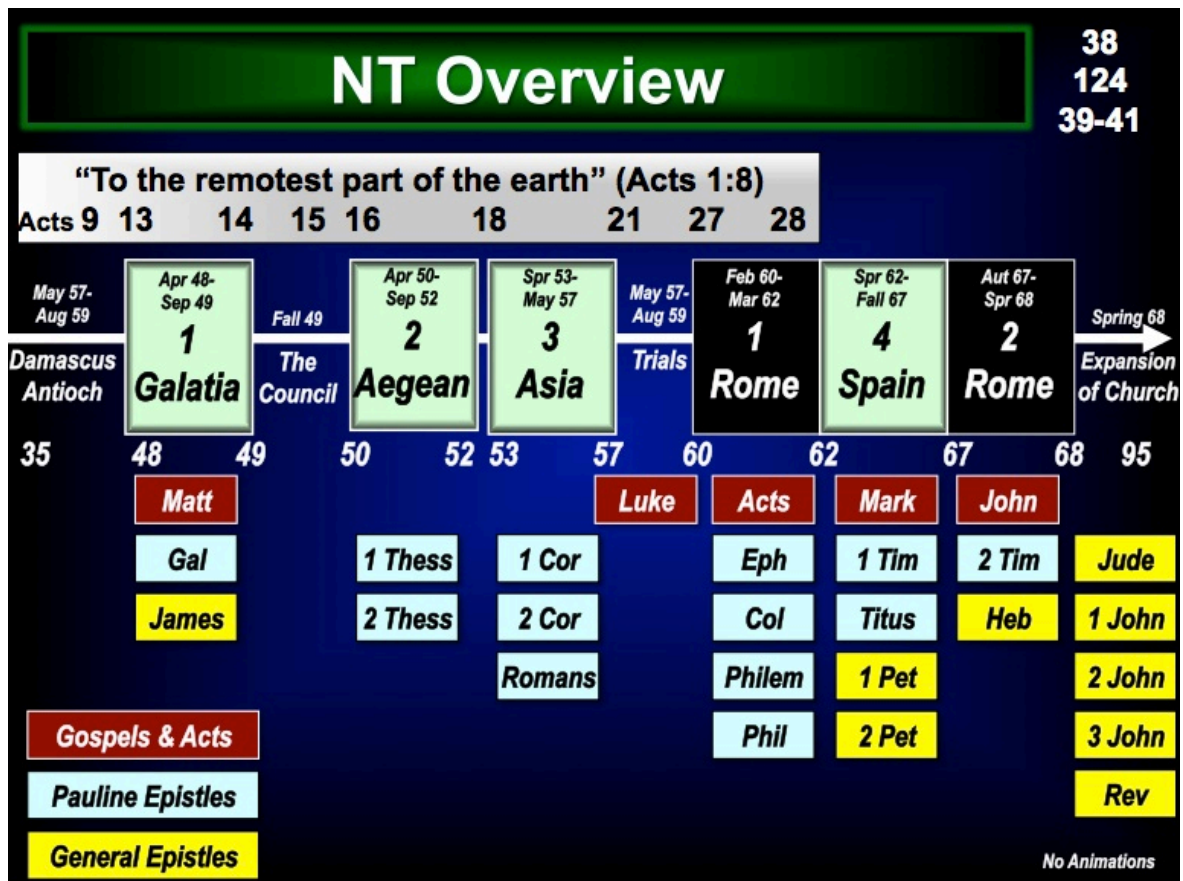 NT Overview
38
124
39-41
“To the remotest part of the earth” (Acts 1:8)
Acts 9 13 14 15 16 18 21 27 28
May 57-
Aug 59
Damascus
Antioch
Apr 48-
Sep 49
1
Galatia
Fall 49
The
Council
Apr 50-
Sep 52
2
Aegean
Spr 53-
May 57
3
Asia
May 57-
Aug 59
Trials
Feb 60-
Mar 62
1
Rome
Spr 62-
Fall 67
4
Spain
Aut 67-
Spr 68
2
Rome
Spring 68
Expansion
of Church
35 48 49 50 52 53 57 60 62 67 68 95
Matt Luke Acts Mark John
Gal 1 Thess 1 Cor Eph 1 Tim 2 Tim Jude
James 2 Thess 2 Cor Col Titus Heb 1 John
Romans Philem 1 Pet 2 John
Phil 2 Pet 3 John
Rev
Gospels & Acts
Pauline Epistles
General Epistles
No Animations